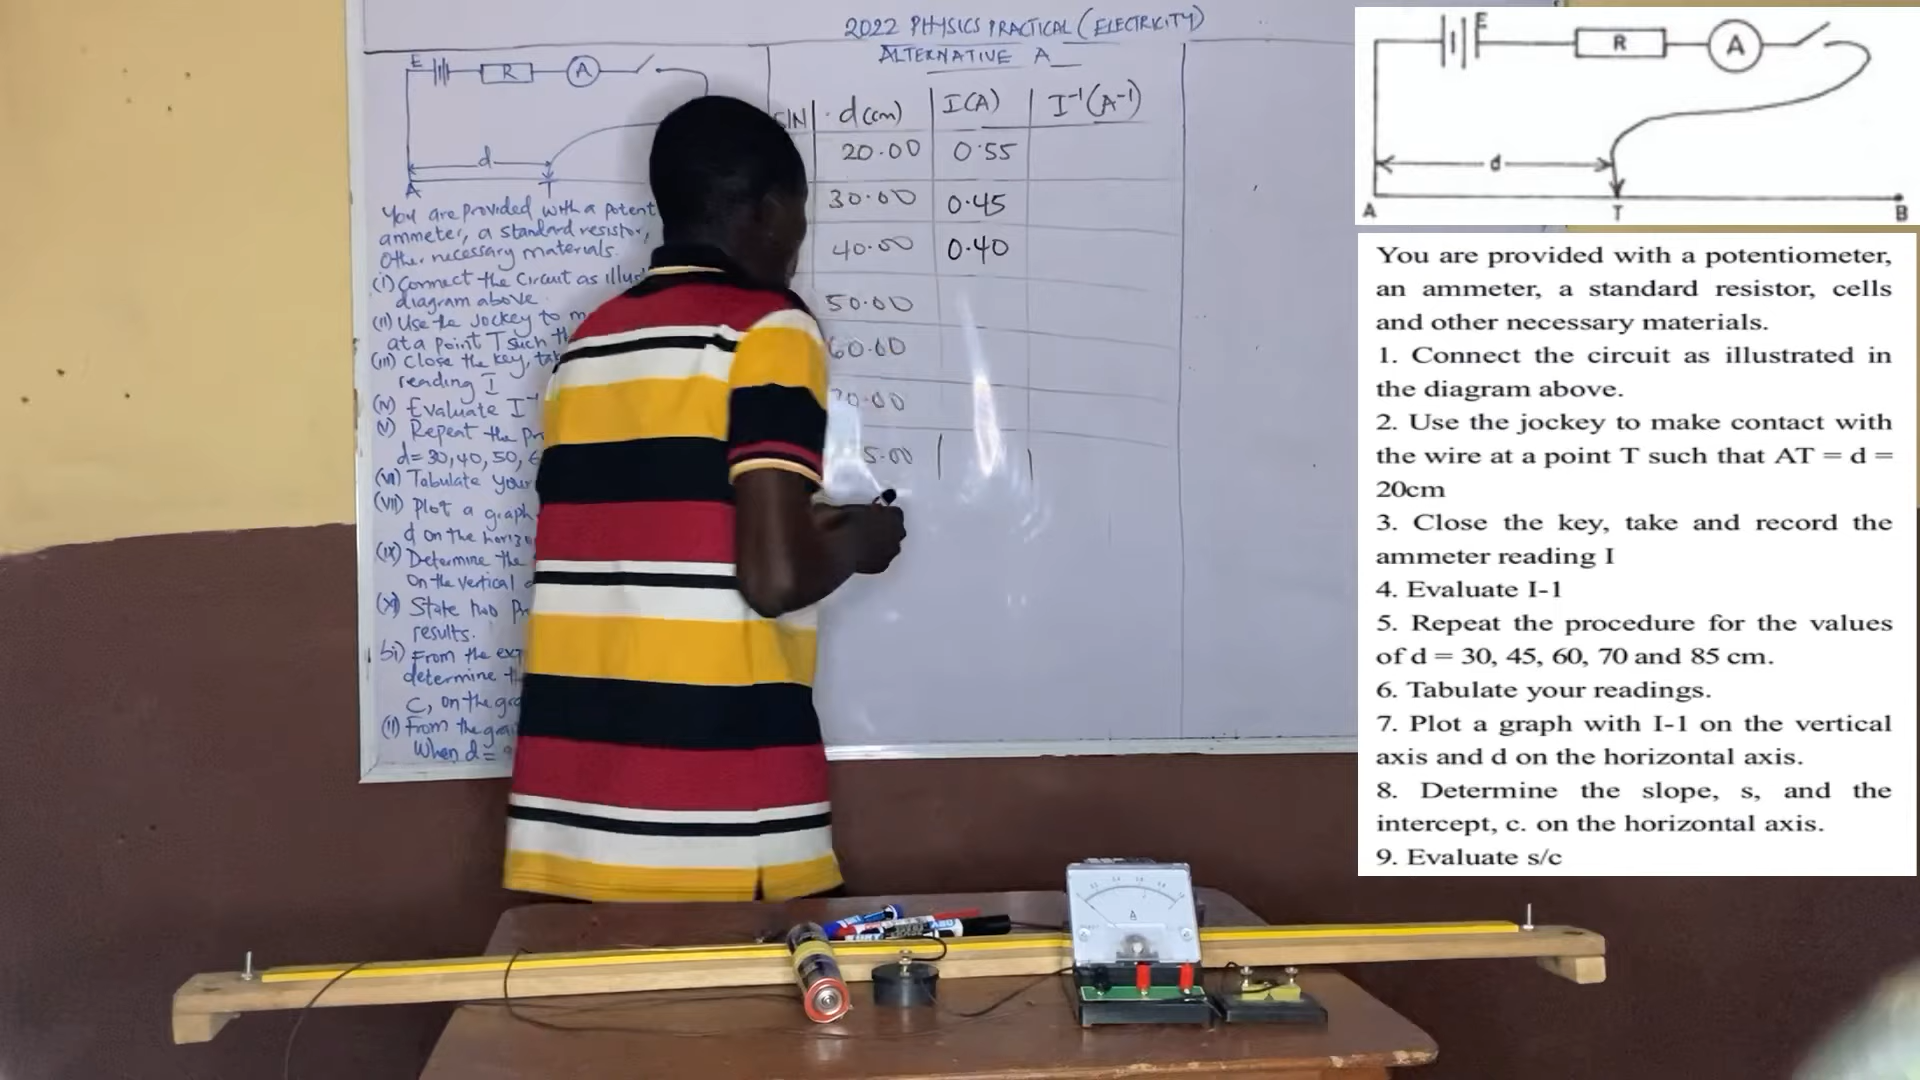 2022 PHYSICS PRACTICAL (ELECTRICITY)
ALTERNATIVE A
E
R
A
d
A
T
You are provided with a potent
ammeter, a standard resistor,
Other necessary materials.
(i) Connect the Circuit as illus
diagram above.
(ii) Use the Jockey to m
at a point T such th
(iii) Close the key, tak
reading I
(iv) Evaluate I⁻¹
(v) Repeat the pr
d=30,40,50,6
(vi) Tabulate your
(vii) Plot a graph
d on the horizo
(ix) Determine the
On the vertical
(xi) State two Pr
results.
bi) From the exp
determine th
C, on the gra
(ii) From the gra
When d=
S/N d(cm) I(A) I⁻¹(A⁻¹)
20.00 0.55
30.00 0.45
40.00 0.40
50.00
60.00
70.00
5.00
E
R
A
d
A
T
B
You are provided with a potentiometer,
an ammeter, a standard resistor, cells
and other necessary materials.
1. Connect the circuit as illustrated in
the diagram above.
2. Use the jockey to make contact with
the wire at a point T such that AT = d =
20cm
3. Close the key, take and record the
ammeter reading I
4. Evaluate I-1
5. Repeat the procedure for the values
of d = 30, 45, 60, 70 and 85 cm.
6. Tabulate your readings.
7. Plot a graph with I-1 on the vertical
axis and d on the horizontal axis.
8. Determine the slope, s, and the
intercept, c. on the horizontal axis.
9. Evaluate s/c
A